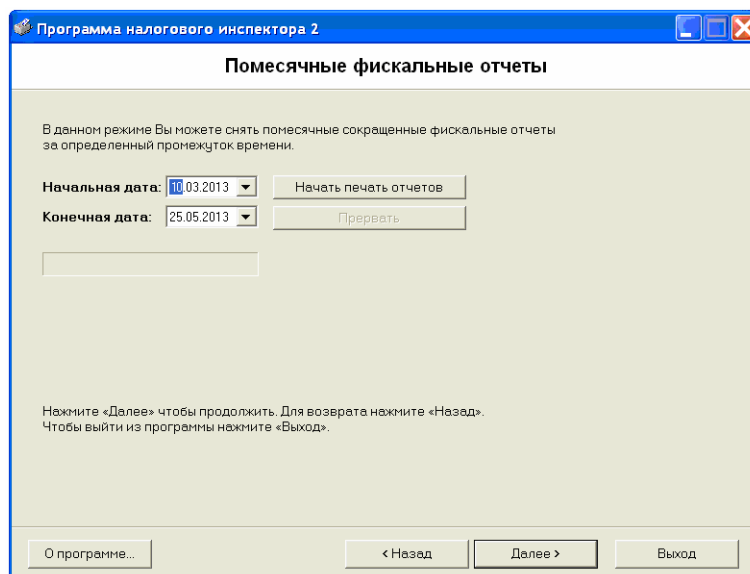 Программа налогового инспектора 2
Помесячные фискальные отчеты
В данном режиме Вы можете снять помесячные сокращенные фискальные отчеты
за определенный промежуток времени.
Начальная дата: 10.03.2013 Начать печать отчетов
Конечная дата: 25.05.2013 Прервать
Нажмите «Далее» чтобы продолжить. Для возврата нажмите «Назад».
Чтобы выйти из программы нажмите «Выход».
О программе... < Назад Далее > Выход